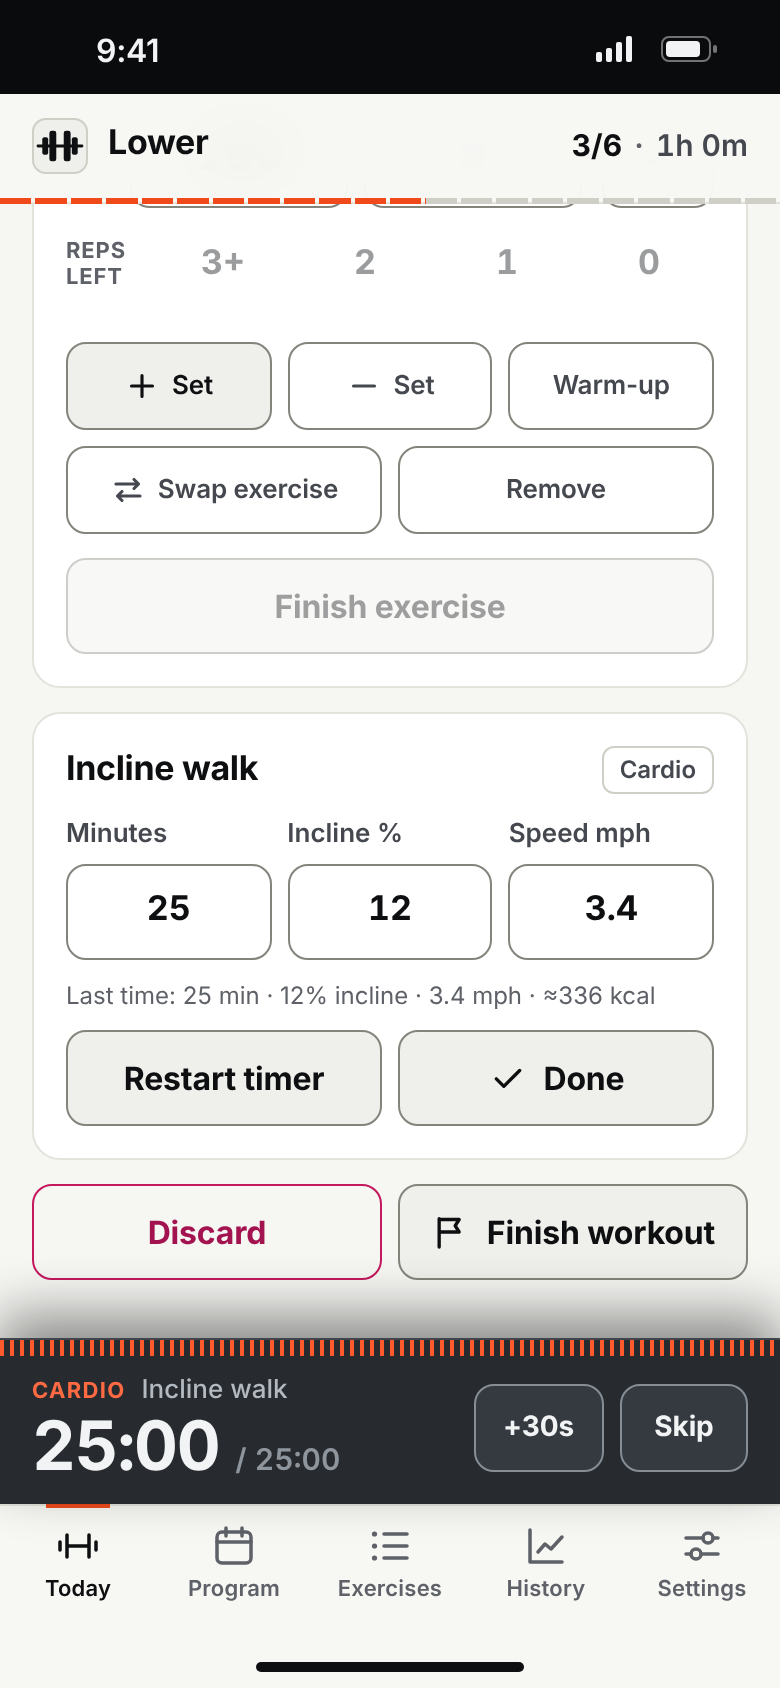 9:41
Lower
3/6 · 1h 0m
REPS LEFT 3+ 2 1 0
+ Set
− Set
Warm-up
Swap exercise
Remove
Finish exercise
Incline walk
Cardio
Minutes
Incline %
Speed mph
25
12
3.4
Last time: 25 min · 12% incline · 3.4 mph · ≈336 kcal
Restart timer
Done
Discard
Finish workout
CARDIO Incline walk
25:00 / 25:00
+30s
Skip
Today
Program
Exercises
History
Settings